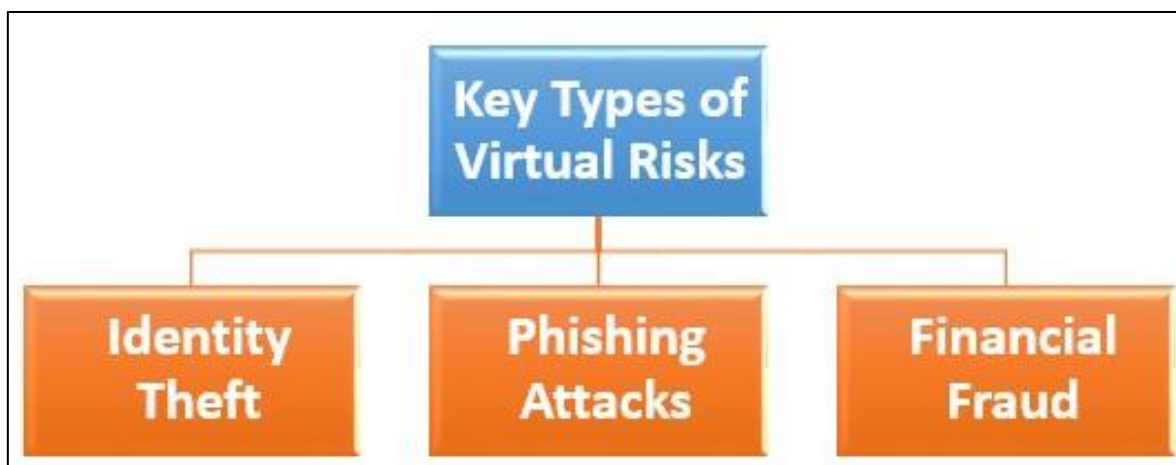 Key Types of
Virtual Risks
Identity
Theft
Phishing
Attacks
Financial
Fraud